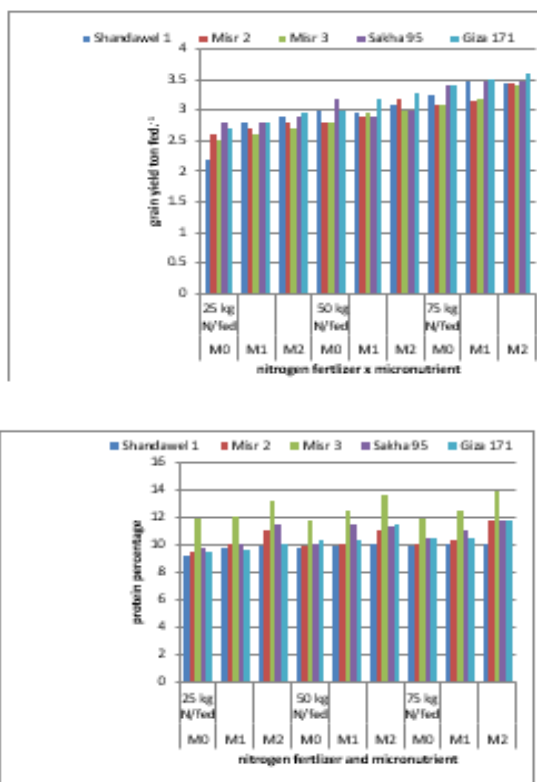 Shandawel 1 Misr 2 Misr 3 Sakha 95 Giza 171
4
3.5
3
2.5
2
1.5
1
0.5
0
grain yield ton fed.-1
25 kg N/fed 50 kg N/fed 75 kg N/fed
M0 M1 M2 M0 M1 M2 M0 M1 M2
nitrogen fertlizer x micronutrient
Shandawel 1 Misr 2 Misr 3 Sakha 95 Giza 171
16
14
12
10
8
6
4
2
0
protein percentage
25 kg N/fed 50 kg N/fed 75 kg N/fed
M0 M1 M2 M0 M1 M2 M0 M1 M2
nitrogen fertlizer and micronutrient